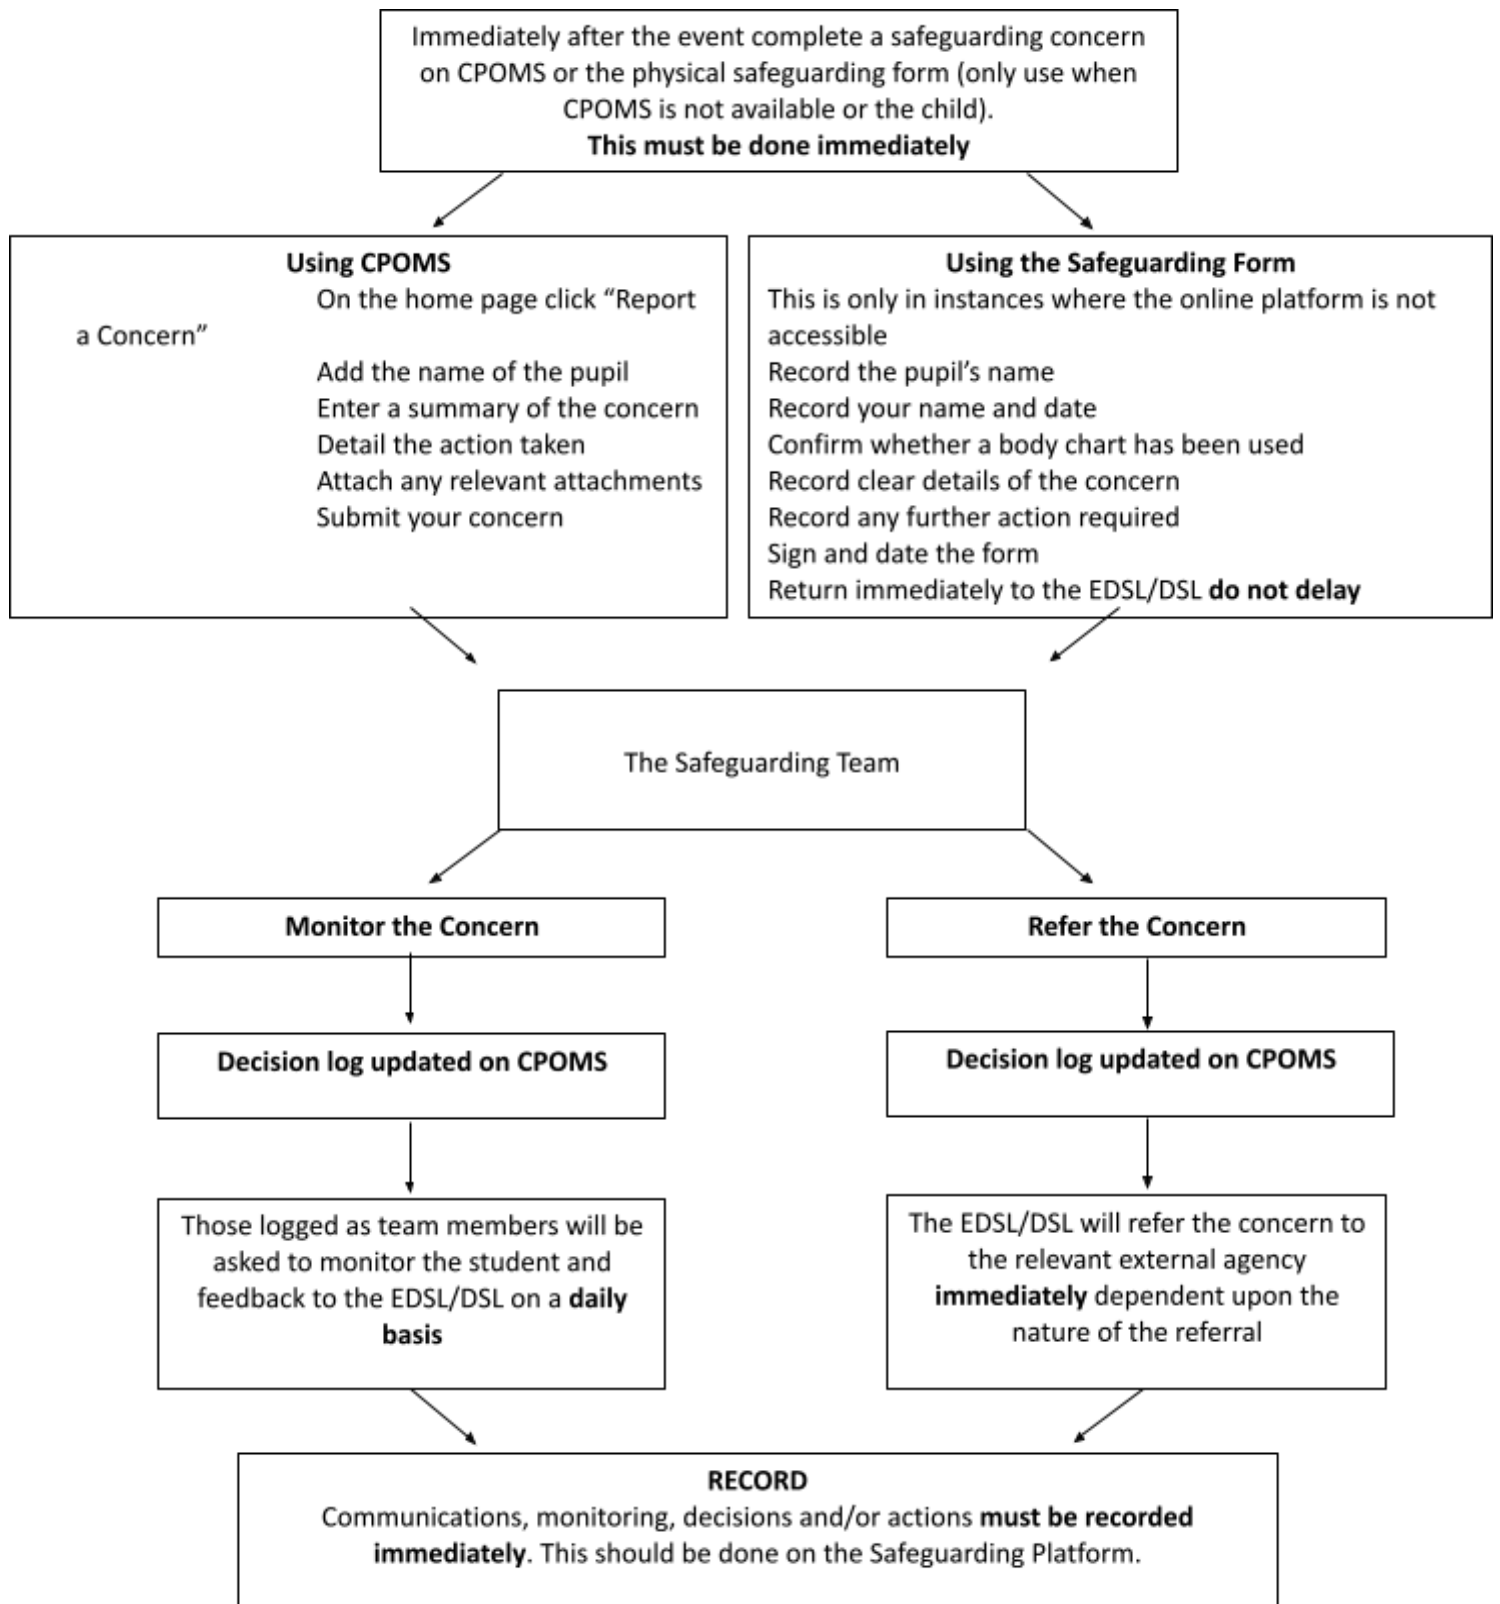 Immediately after the event complete a safeguarding concern
on CPOMS or the physical safeguarding form (only use when
CPOMS is not available or the child).
This must be done immediately
Using CPOMS
On the home page click “Report
a Concern”
Add the name of the pupil
Enter a summary of the concern
Detail the action taken
Attach any relevant attachments
Submit your concern
Using the Safeguarding Form
This is only in instances where the online platform is not
accessible
Record the pupil’s name
Record your name and date
Confirm whether a body chart has been used
Record clear details of the concern
Record any further action required
Sign and date the form
Return immediately to the EDSL/DSL do not delay
The Safeguarding Team
Monitor the Concern
Decision log updated on CPOMS
Those logged as team members will be
asked to monitor the student and
feedback to the EDSL/DSL on a daily
basis
Refer the Concern
Decision log updated on CPOMS
The EDSL/DSL will refer the concern to
the relevant external agency
immediately dependent upon the
nature of the referral
RECORD
Communications, monitoring, decisions and/or actions must be recorded
immediately. This should be done on the Safeguarding Platform.